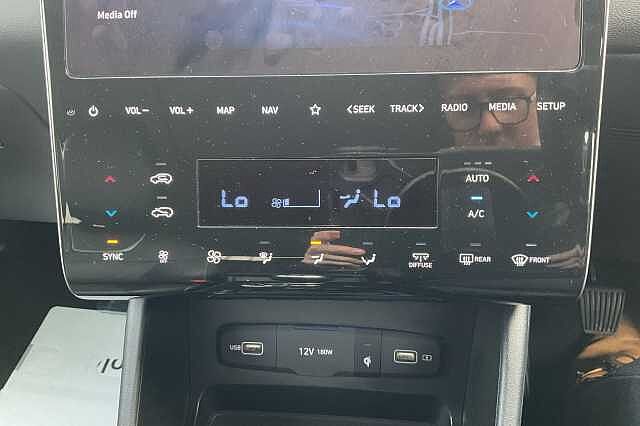 Media Off
VOL− VOL+ MAP NAV ☆ <SEEK TRACK> RADIO MEDIA SETUP
AUTO
Lo Lo
A/C
SYNC OFF DIFFUSE REAR FRONT
USB 12V 180W